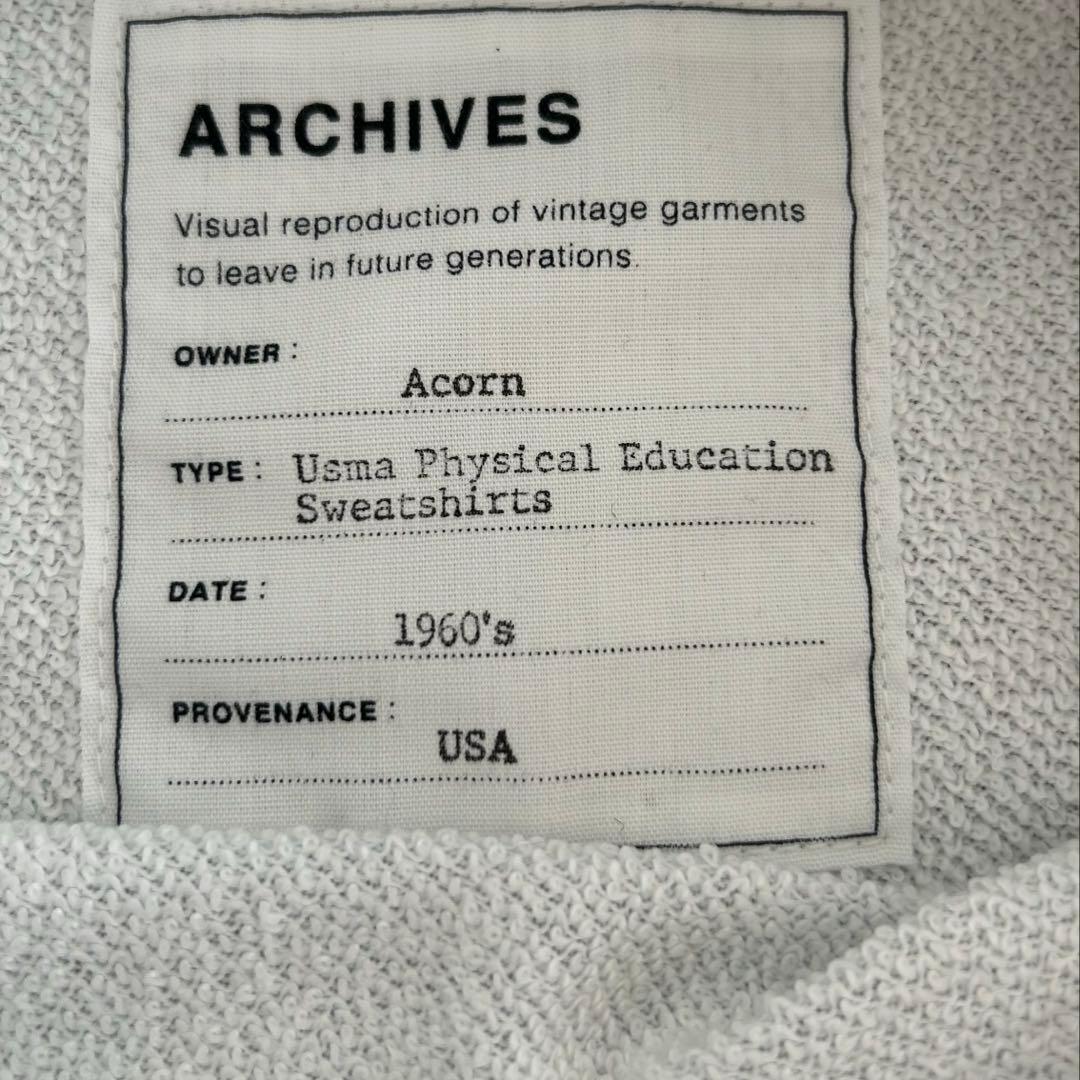 ARCHIVES
Visual reproduction of vintage garments
to leave in future generations.
OWNER :
Acorn
TYPE : Usma Physical Education
Sweatshirts
DATE :
1960's
PROVENANCE :
USA